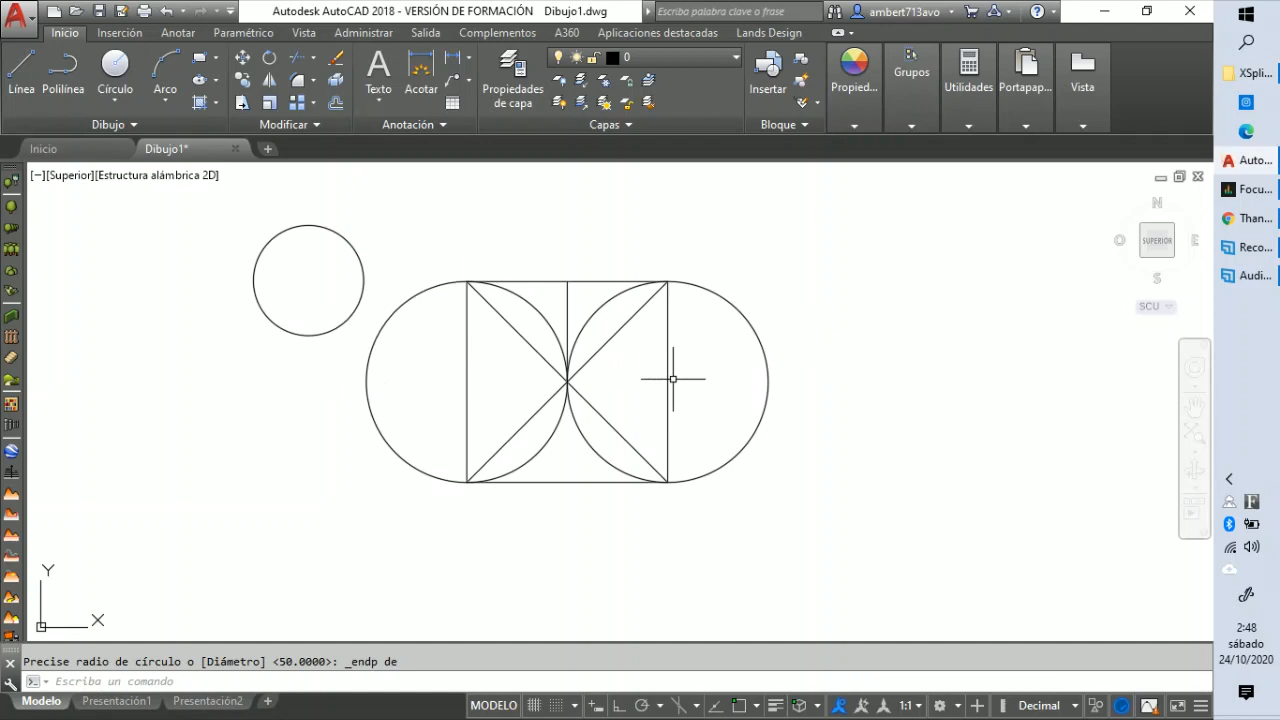 Autodesk AutoCAD 2018 - VERSIÓN DE FORMACIÓN Dibujo1.dwg
Escriba palabra clave o frase
ambert713avo
Inicio Inserción Anotar Paramétrico Vista Administrar Salida Complementos A360 Aplicaciones destacadas Lands Design
Línea Polilínea Círculo Arco
Texto Acotar
Propiedades de capa
0
Insertar
Propied... Grupos Utilidades Portapap... Vista
Dibujo Modificar Anotación Capas Bloque
Inicio Dibujo1*
[−][Superior][Estructura alámbrica 2D]
N
O SUPERIOR E
S
SCU
Y
X
Precise radio de círculo o [Diámetro] <50.0000>: _endp de
Escriba un comando
Modelo Presentación1 Presentación2
MODELO 1:1 Decimal
XSpli...
Auto...
Focu...
Than...
Reco...
Audi...
2:48
sábado
24/10/2020